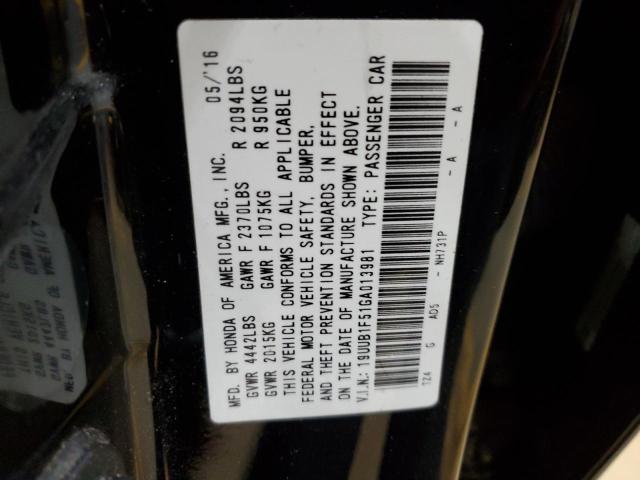 MFD. BY HONDA OF AMERICA MFG., INC. 05/'16
GVWR 4442LBS GAWR F 2370LBS R 2094LBS
GVWR 2015KG GAWR F 1075KG R 950KG
THIS VEHICLE CONFORMS TO ALL APPLICABLE
FEDERAL MOTOR VEHICLE SAFETY, BUMPER,
AND THEFT PREVENTION STANDARDS IN EFFECT
ON THE DATE OF MANUFACTURE SHOWN ABOVE.
V.I.N.: 19UUB1F51GA013981 TYPE: PASSENGER CAR
TZ4 G AD5 - NH731P - A - A